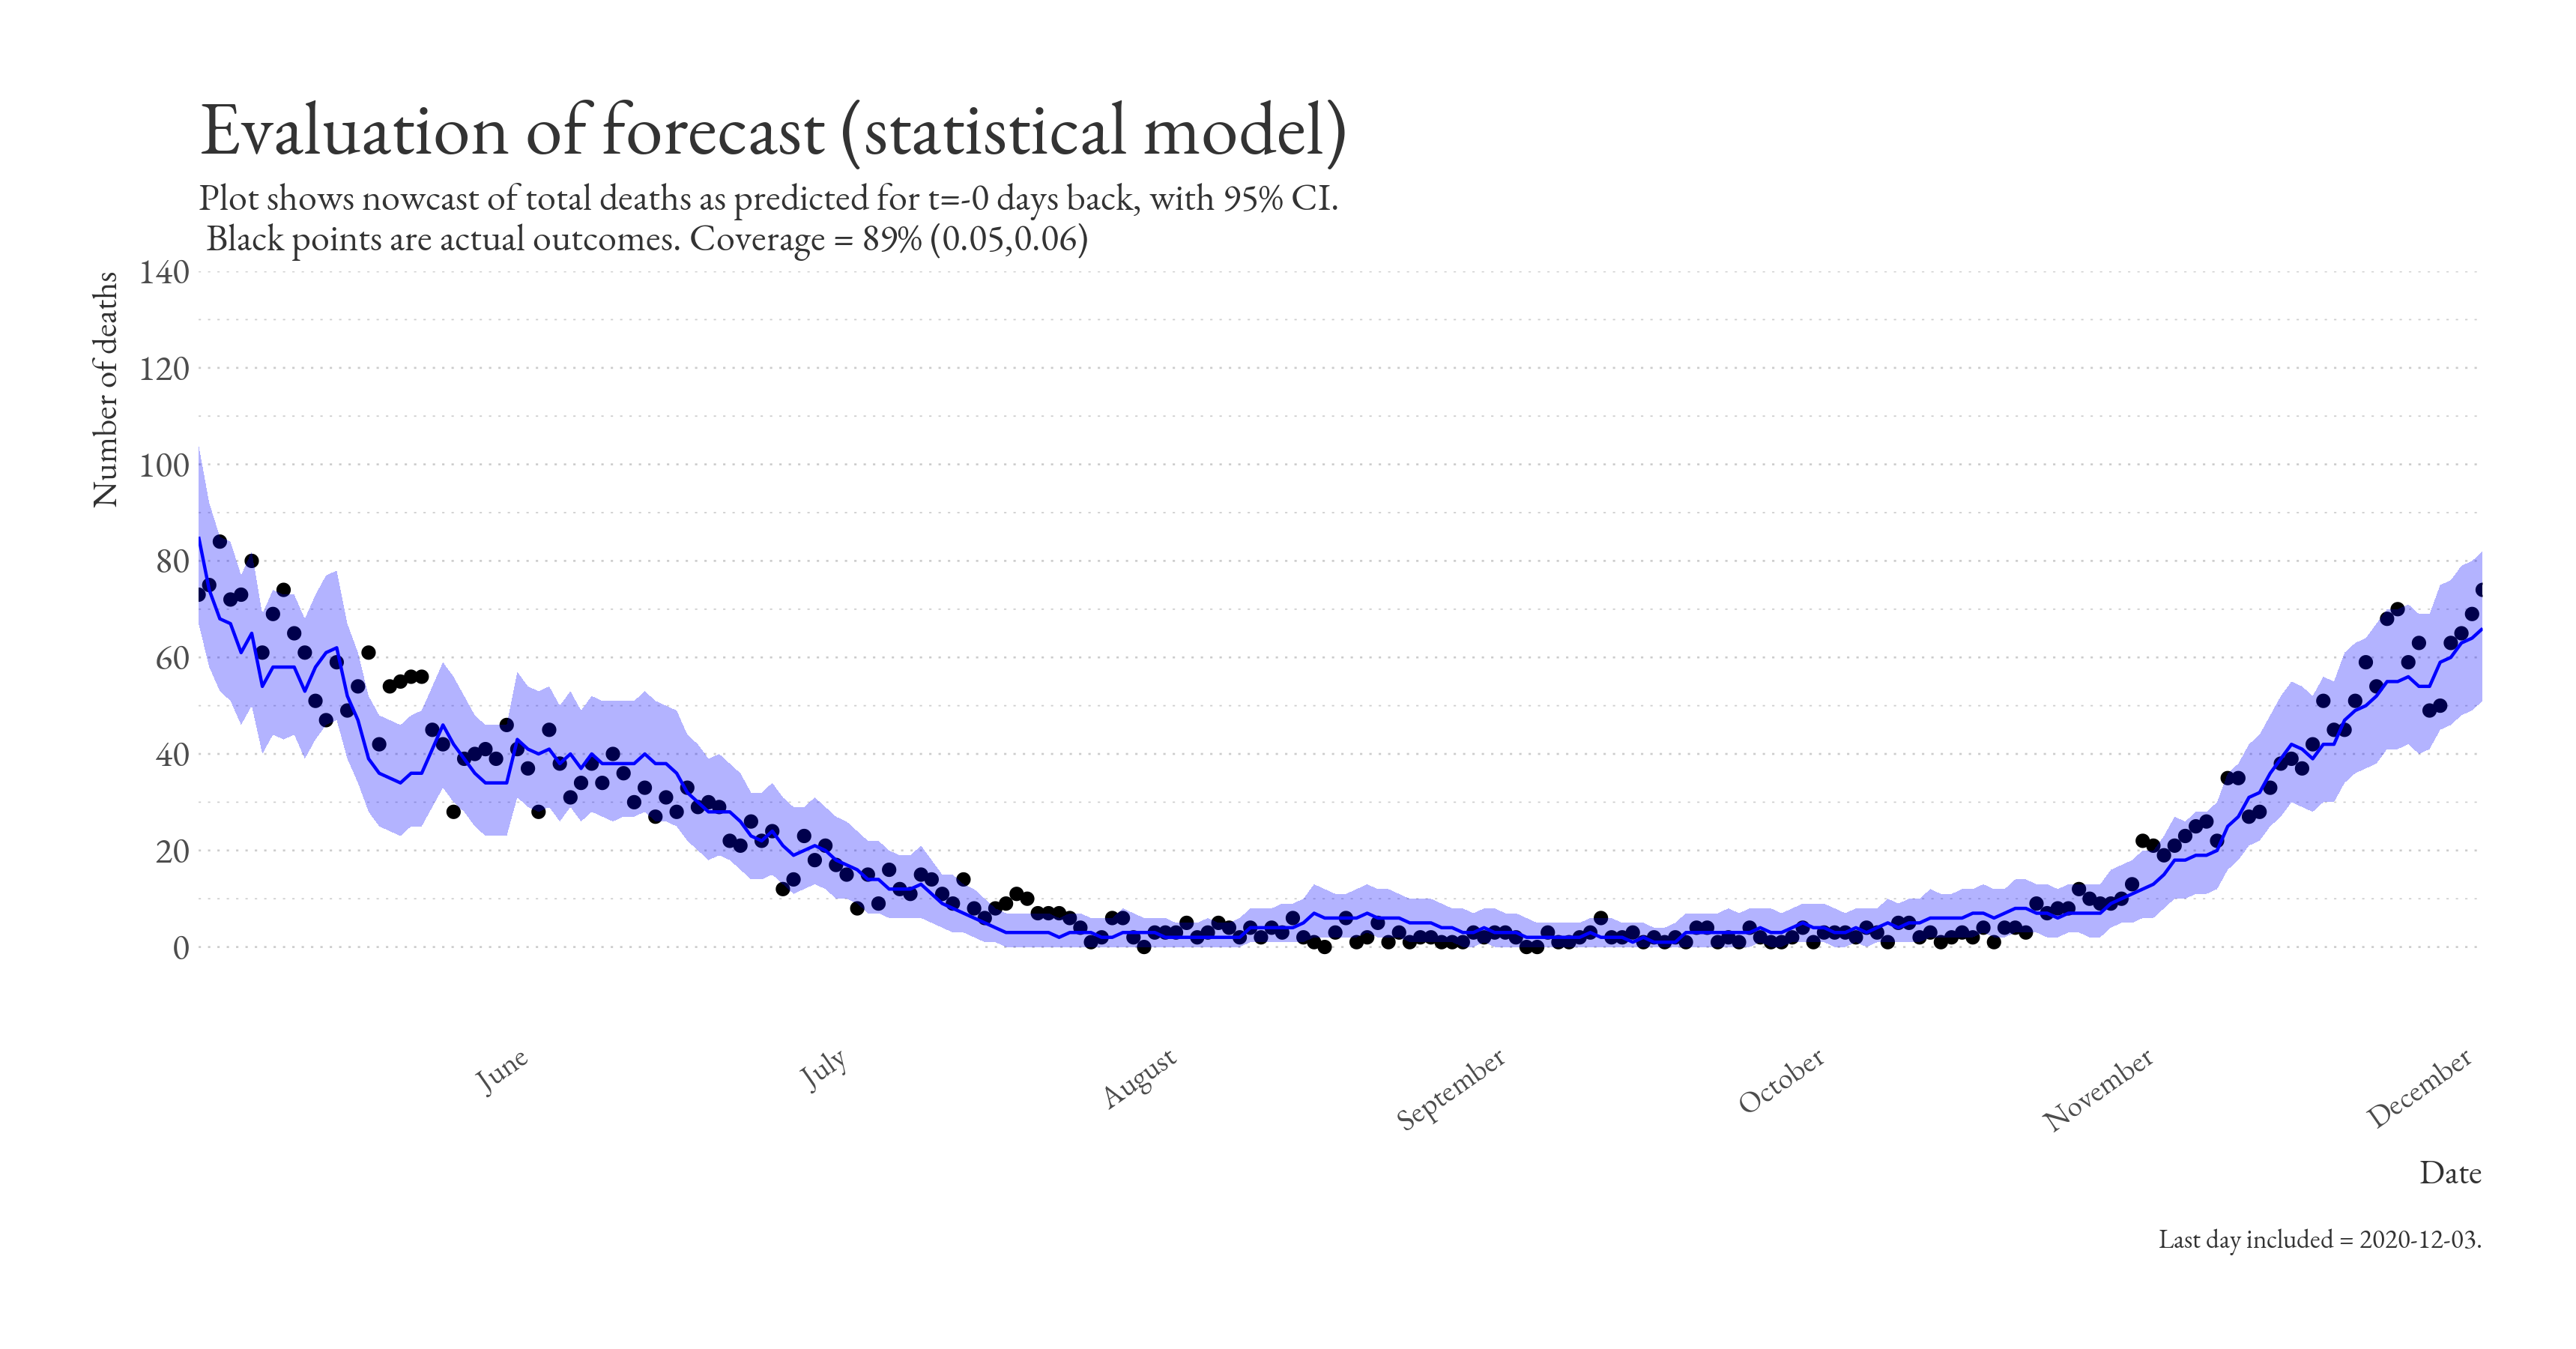 Evaluation of forecast (statistical model)
Plot shows nowcast of total deaths as predicted for t=-0 days back, with 95% CI.
Black points are actual outcomes. Coverage = 89% (0.05,0.06)
Number of deaths
140
120
100
80
60
40
20
0
June
July
August
September
October
November
December
Date
Last day included = 2020-12-03.